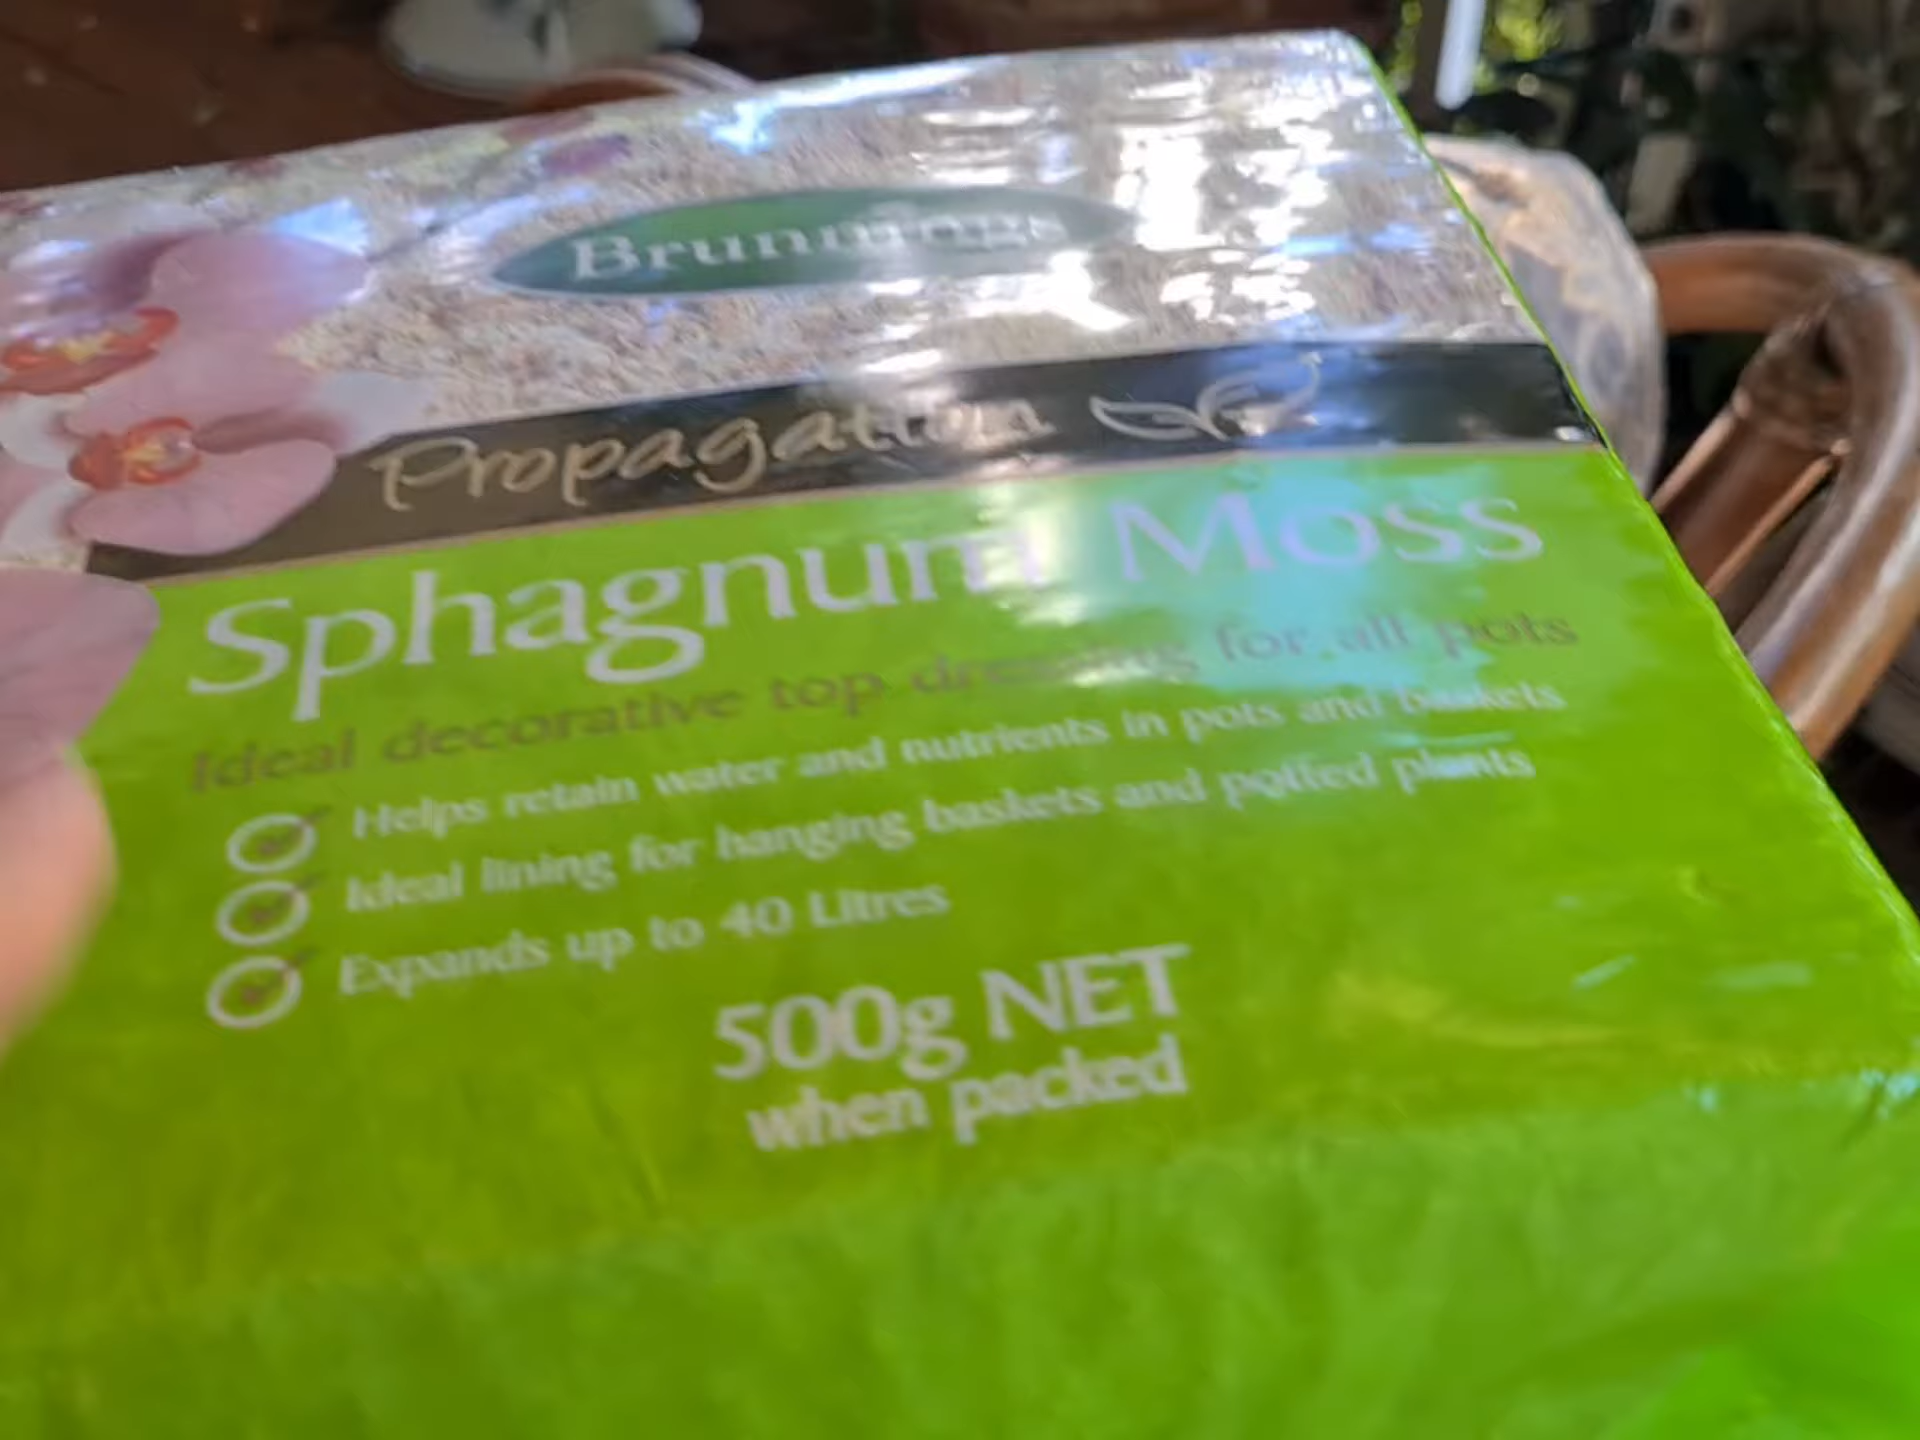 Brunnings
Propagation
Sphagnum Moss
Ideal decorative top dressing for all pots
Helps retain water and nutrients in pots and baskets
Ideal lining for hanging baskets and potted plants
Expands up to 40 Litres
500g NET
when packed